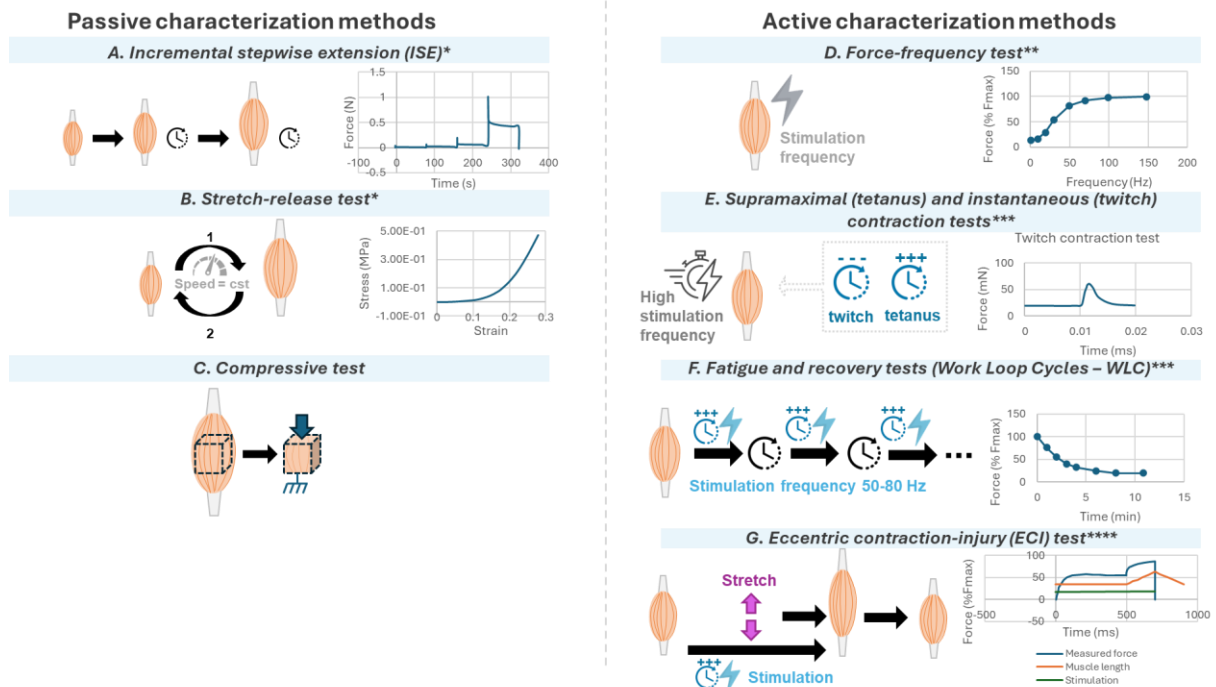 Passive characterization methods
A. Incremental stepwise extension (ISE)*
Force (N)
1.5
1
0.5
0
-0.5
-100
0
100
200
300
400
Time (s)
B. Stretch-release test*
1
Speed = cst
2
Stress (MPa)
5.00E-01
3.00E-01
1.00E-01
-1.00E-01
0
0.1
0.2
0.3
Strain
C. Compressive test
Active characterization methods
D. Force-frequency test**
Stimulation
frequency
Force (% Fmax)
150
100
50
0
0
50
100
150
200
Frequency (Hz)
E. Supramaximal (tetanus) and instantaneous (twitch)
contraction tests***
High
stimulation
frequency
---
+++
twitch
tetanus
Twitch contraction test
Force (mN)
100
50
0
0
0.01
0.02
0.03
Time (ms)
F. Fatigue and recovery tests (Work Loop Cycles – WLC)***
+++
+++
+++
...
Stimulation frequency 50-80 Hz
Force (% Fmax)
150
100
50
0
0
5
10
15
Time (min)
G. Eccentric contraction-injury (ECI) test****
Stretch
+++
Stimulation
Force (%Fmax)
100
50
0
-50
-500
0
500
1000
Time (ms)
Measured force
Muscle length
Stimulation